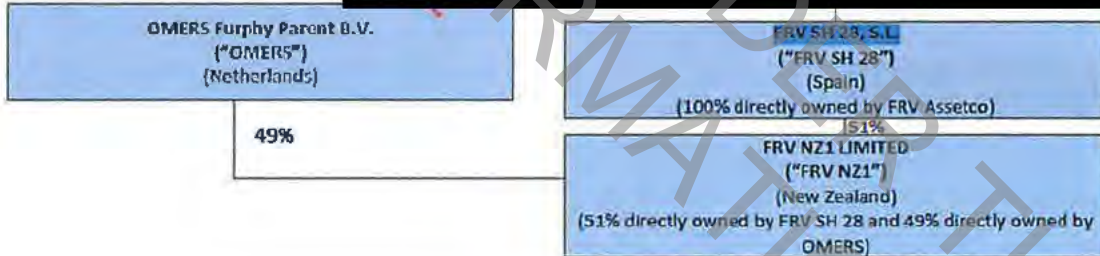 OMERS Furphy Parent B.V.
("OMERS")
(Netherlands)
FRV SH 28, S.L.
("FRV SH 28")
(Spain)
(100% directly owned by FRV Assetco)
49%
51%
FRV NZ1 LIMITED
("FRV NZ1")
(New Zealand)
(51% directly owned by FRV SH 28 and 49% directly owned by
OMERS)